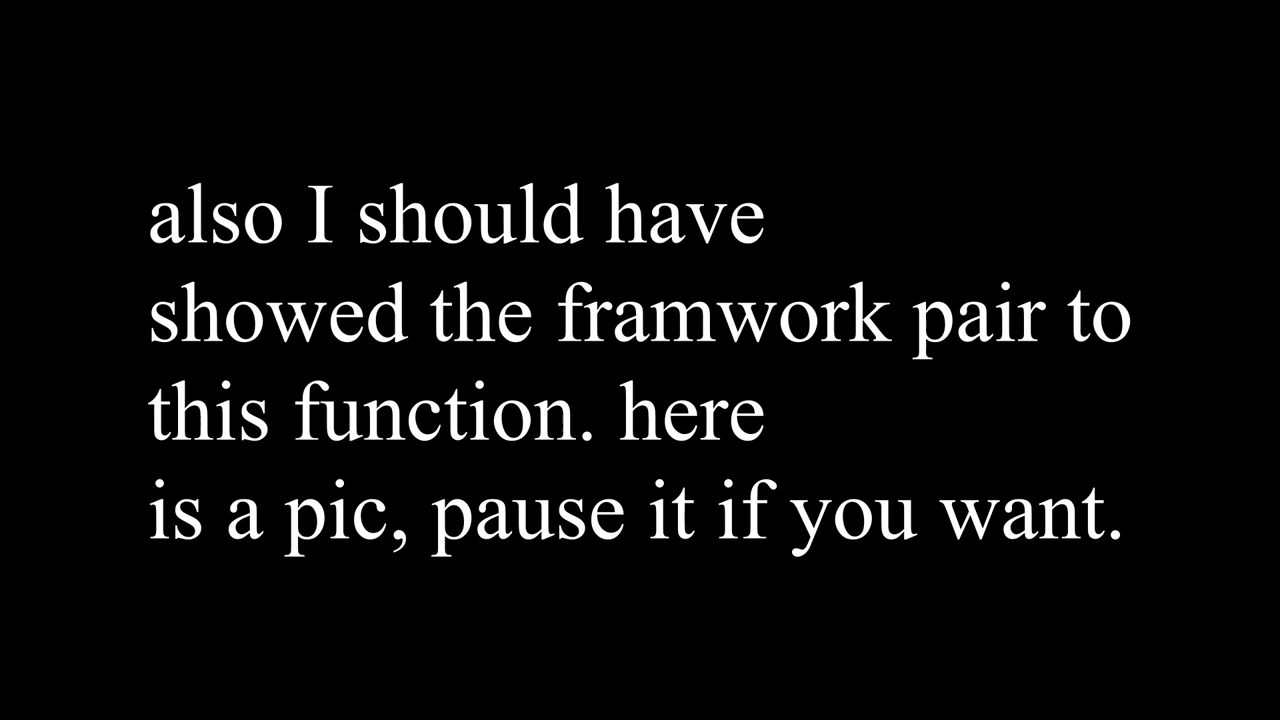 also I should have
showed the framwork pair to
this function. here
is a pic, pause it if you want.